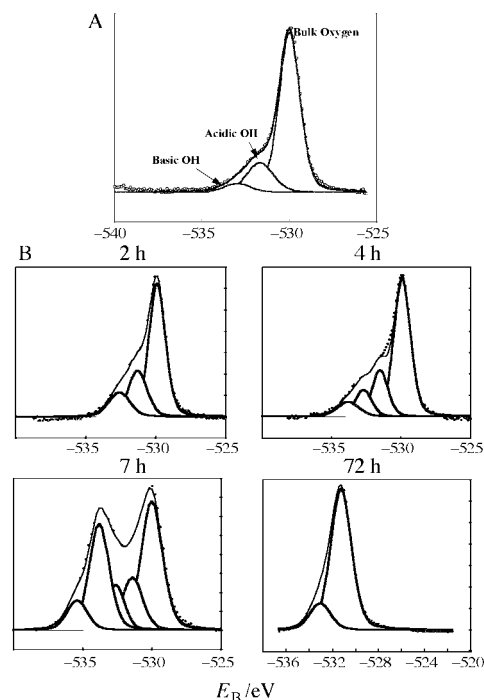 A
Bulk Oxygen
Acidic OH
Basic OH
−540 −535 −530 −525
B
2 h 4 h
−535 −530 −525 −535 −530 −525
7 h 72 h
−535 −530 −525 −536 −532 −528 −524 −520
E_B /eV